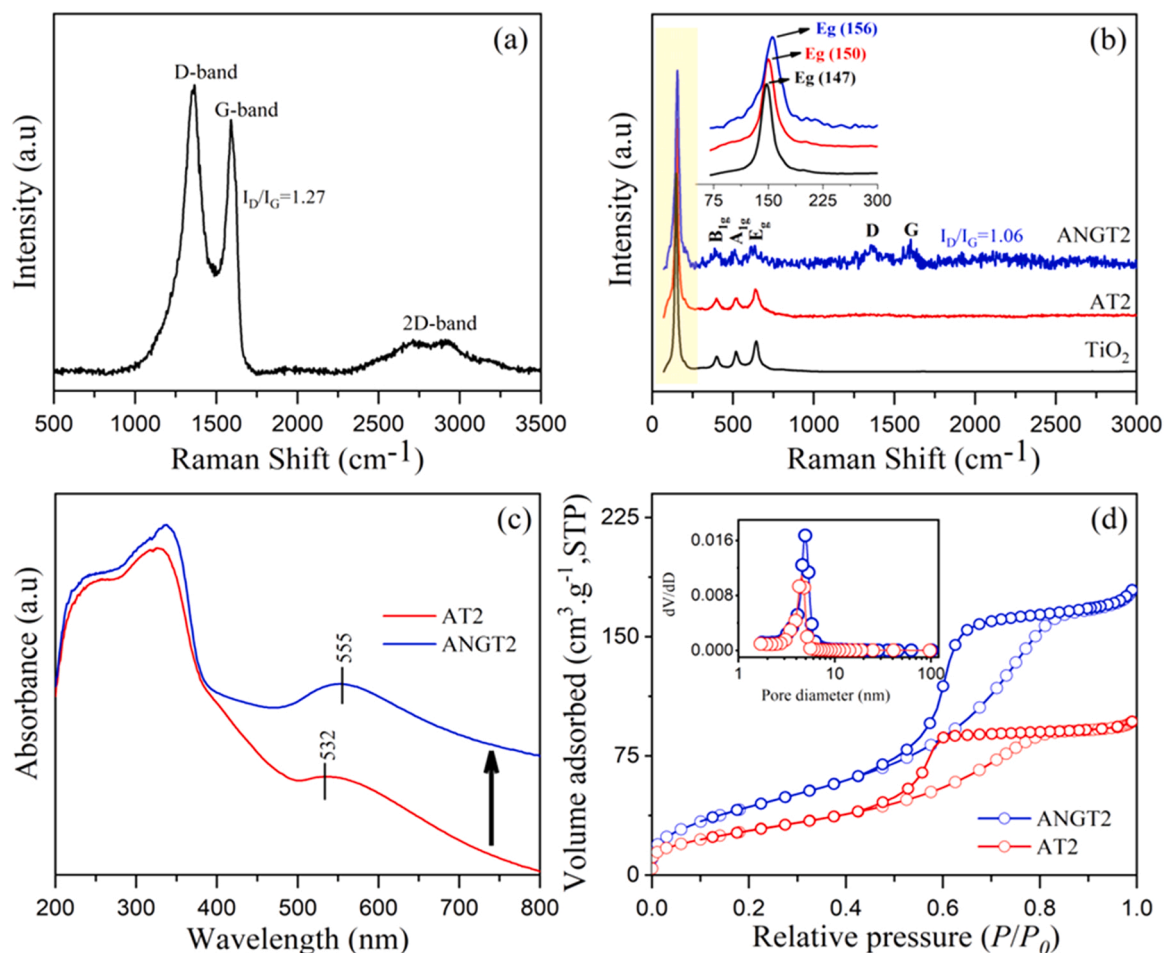 (a)
D-band
G-band
I_D/I_G=1.27
2D-band
Intensity (a.u)
500 1000 1500 2000 2500 3000 3500
Raman Shift (cm-1)
(b)
Eg (156)
Eg (150)
Eg (147)
75 150 225 300
B1g A1g Eg D G I_D/I_G=1.06 ANGT2
AT2
TiO2
Intensity (a.u)
0 500 1000 1500 2000 2500 3000
Raman Shift (cm-1)
(c)
AT2
ANGT2
555
532
Absorbance (a.u)
200 300 400 500 600 700 800
Wavelength (nm)
(d)
225
150
75
0
Volume adsorbed (cm3.g-1,STP)
0.016
0.008
0.000
dV/dD
1 10 100
Pore diameter (nm)
ANGT2
AT2
0.0 0.2 0.4 0.6 0.8 1.0
Relative pressure (P/P0)